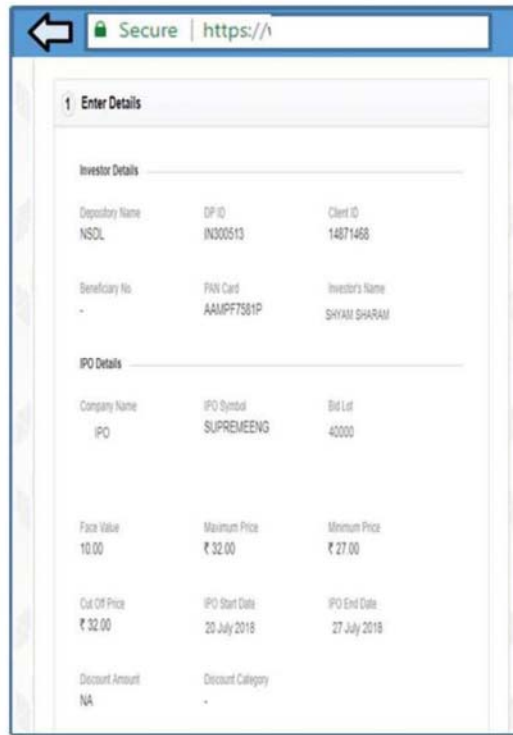 Secure | https://
1 Enter Details
Investor Details
Depository Name DP ID Client ID
NSDL IN300513 14871468
Beneficiary No. PAN Card Investor's Name
- AAMPF7581P SHYAM SHARAM
IPO Details
Company Name IPO Symbol Bid Lot
IPO SUPREMEENG 40000
Face Value Maximum Price Minimum Price
10.00 ₹ 32.00 ₹ 27.00
Cut Off Price IPO Start Date IPO End Date
₹ 32.00 20 July 2018 27 July 2018
Discount Amount Discount Category
NA -